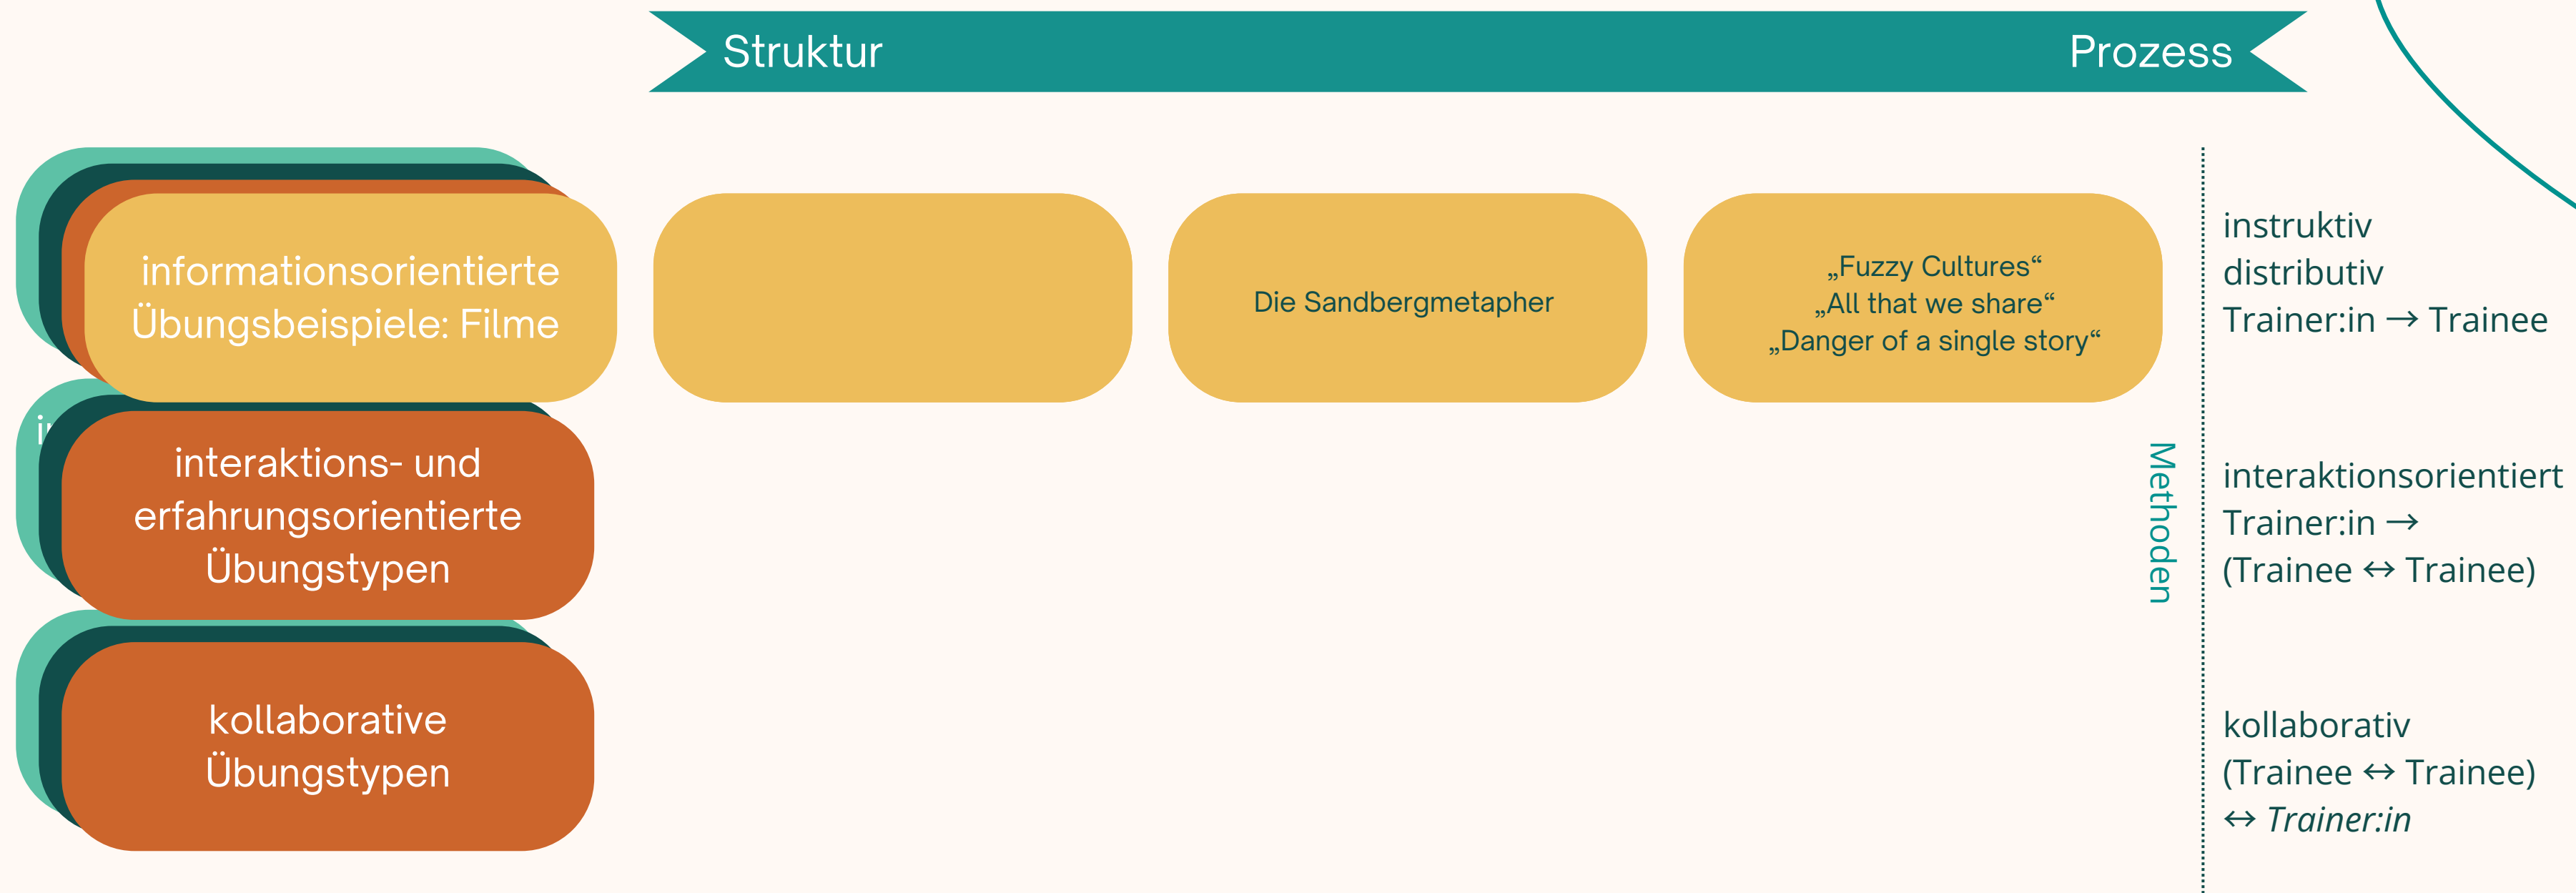 Struktur
Prozess
informationsorientierte
Übungsbeispiele: Filme
Die Sandbergmetapher
„Fuzzy Cultures“
„All that we share“
„Danger of a single story“
instruktiv
distributiv
Trainer:in → Trainee
interaktions- und
erfahrungsorientierte
Übungstypen
Methoden
interaktionsorientiert
Trainer:in →
(Trainee ↔ Trainee)
kollaborative
Übungstypen
kollaborativ
(Trainee ↔ Trainee)
↔ Trainer:in